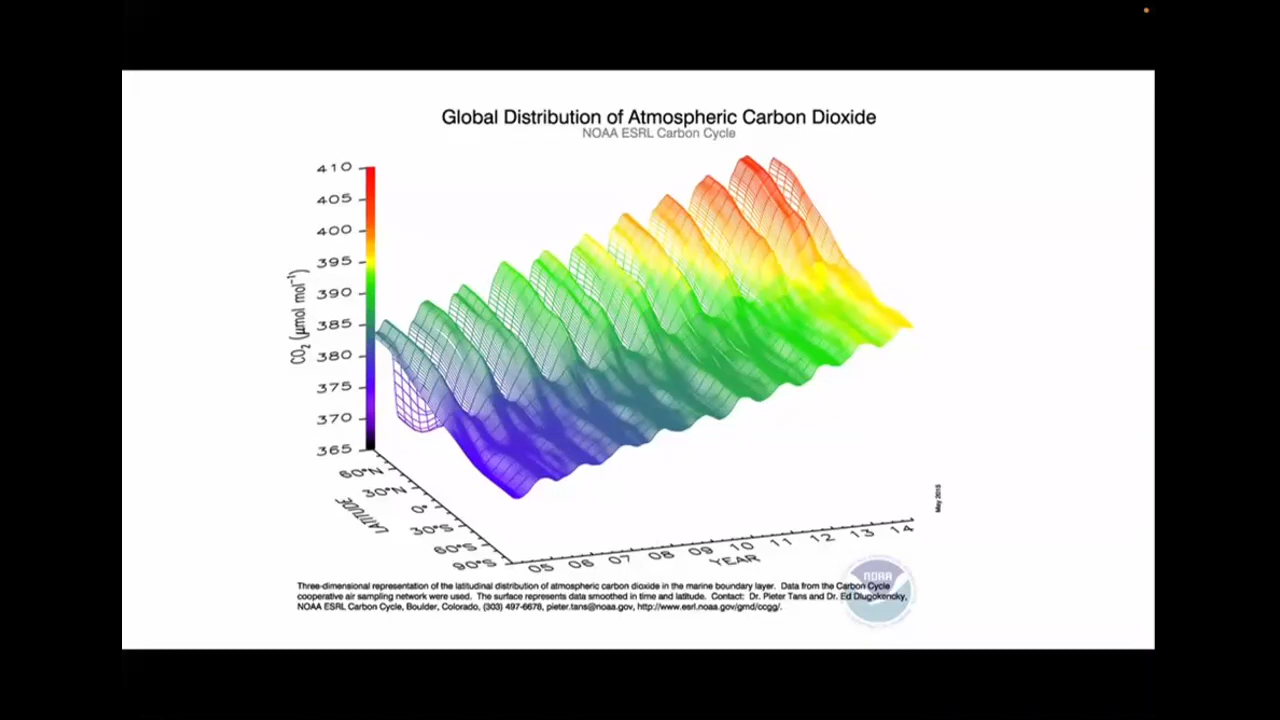 Global Distribution of Atmospheric Carbon Dioxide
NOAA ESRL Carbon Cycle
410
405
400
395
390
385
380
375
370
365
CO₂ (µmol mol⁻¹)
60°N
30°N
0°
30°S
60°S
90°S
LATITUDE
05 06 07 08 09 10 11 12 13 14
YEAR
May 2015
NOAA
Three-dimensional representation of the latitudinal distribution of atmospheric carbon dioxide in the marine boundary layer. Data from the Carbon Cycle
cooperative air sampling network were used. The surface represents data smoothed in time and latitude. Contact: Dr. Pieter Tans and Dr. Ed Dlugokencky,
NOAA ESRL Carbon Cycle, Boulder, Colorado, (303) 497-6678, pieter.tans@noaa.gov, http://www.esrl.noaa.gov/gmd/ccgg/.